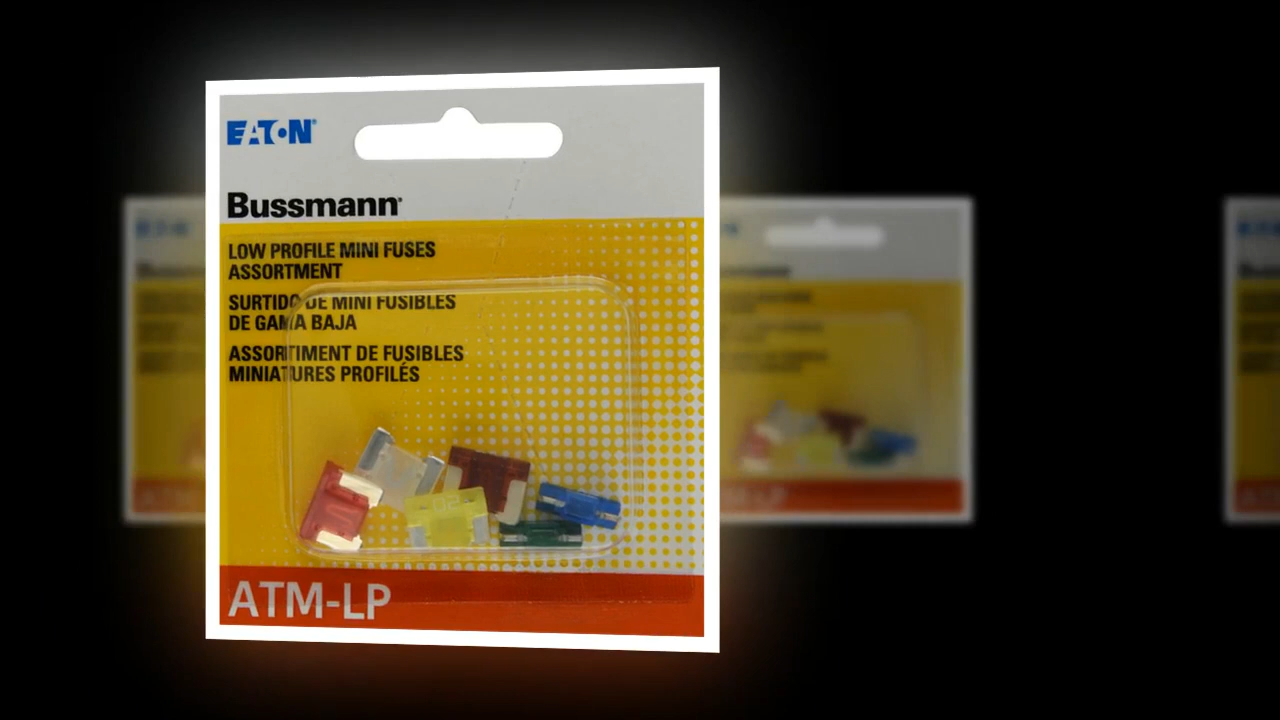 EATON
Bussmann
LOW PROFILE MINI FUSES
ASSORTMENT
SURTIDO DE MINI FUSIBLES
DE GAMA BAJA
ASSORTIMENT DE FUSIBLES
MINIATURES PROFILÉS
ATM-LP